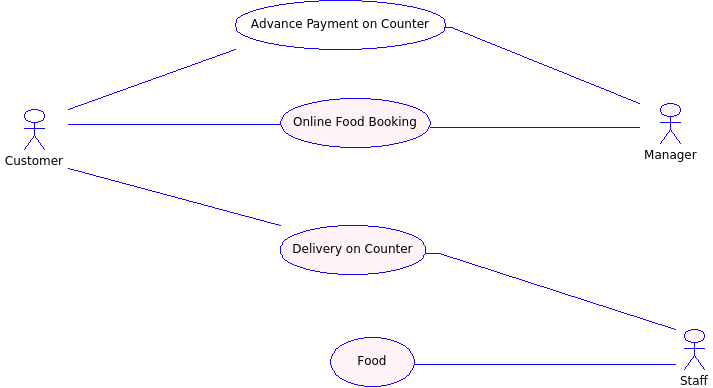 Advance Payment on Counter
Online Food Booking
Customer
Manager
Delivery on Counter
Food
Staff